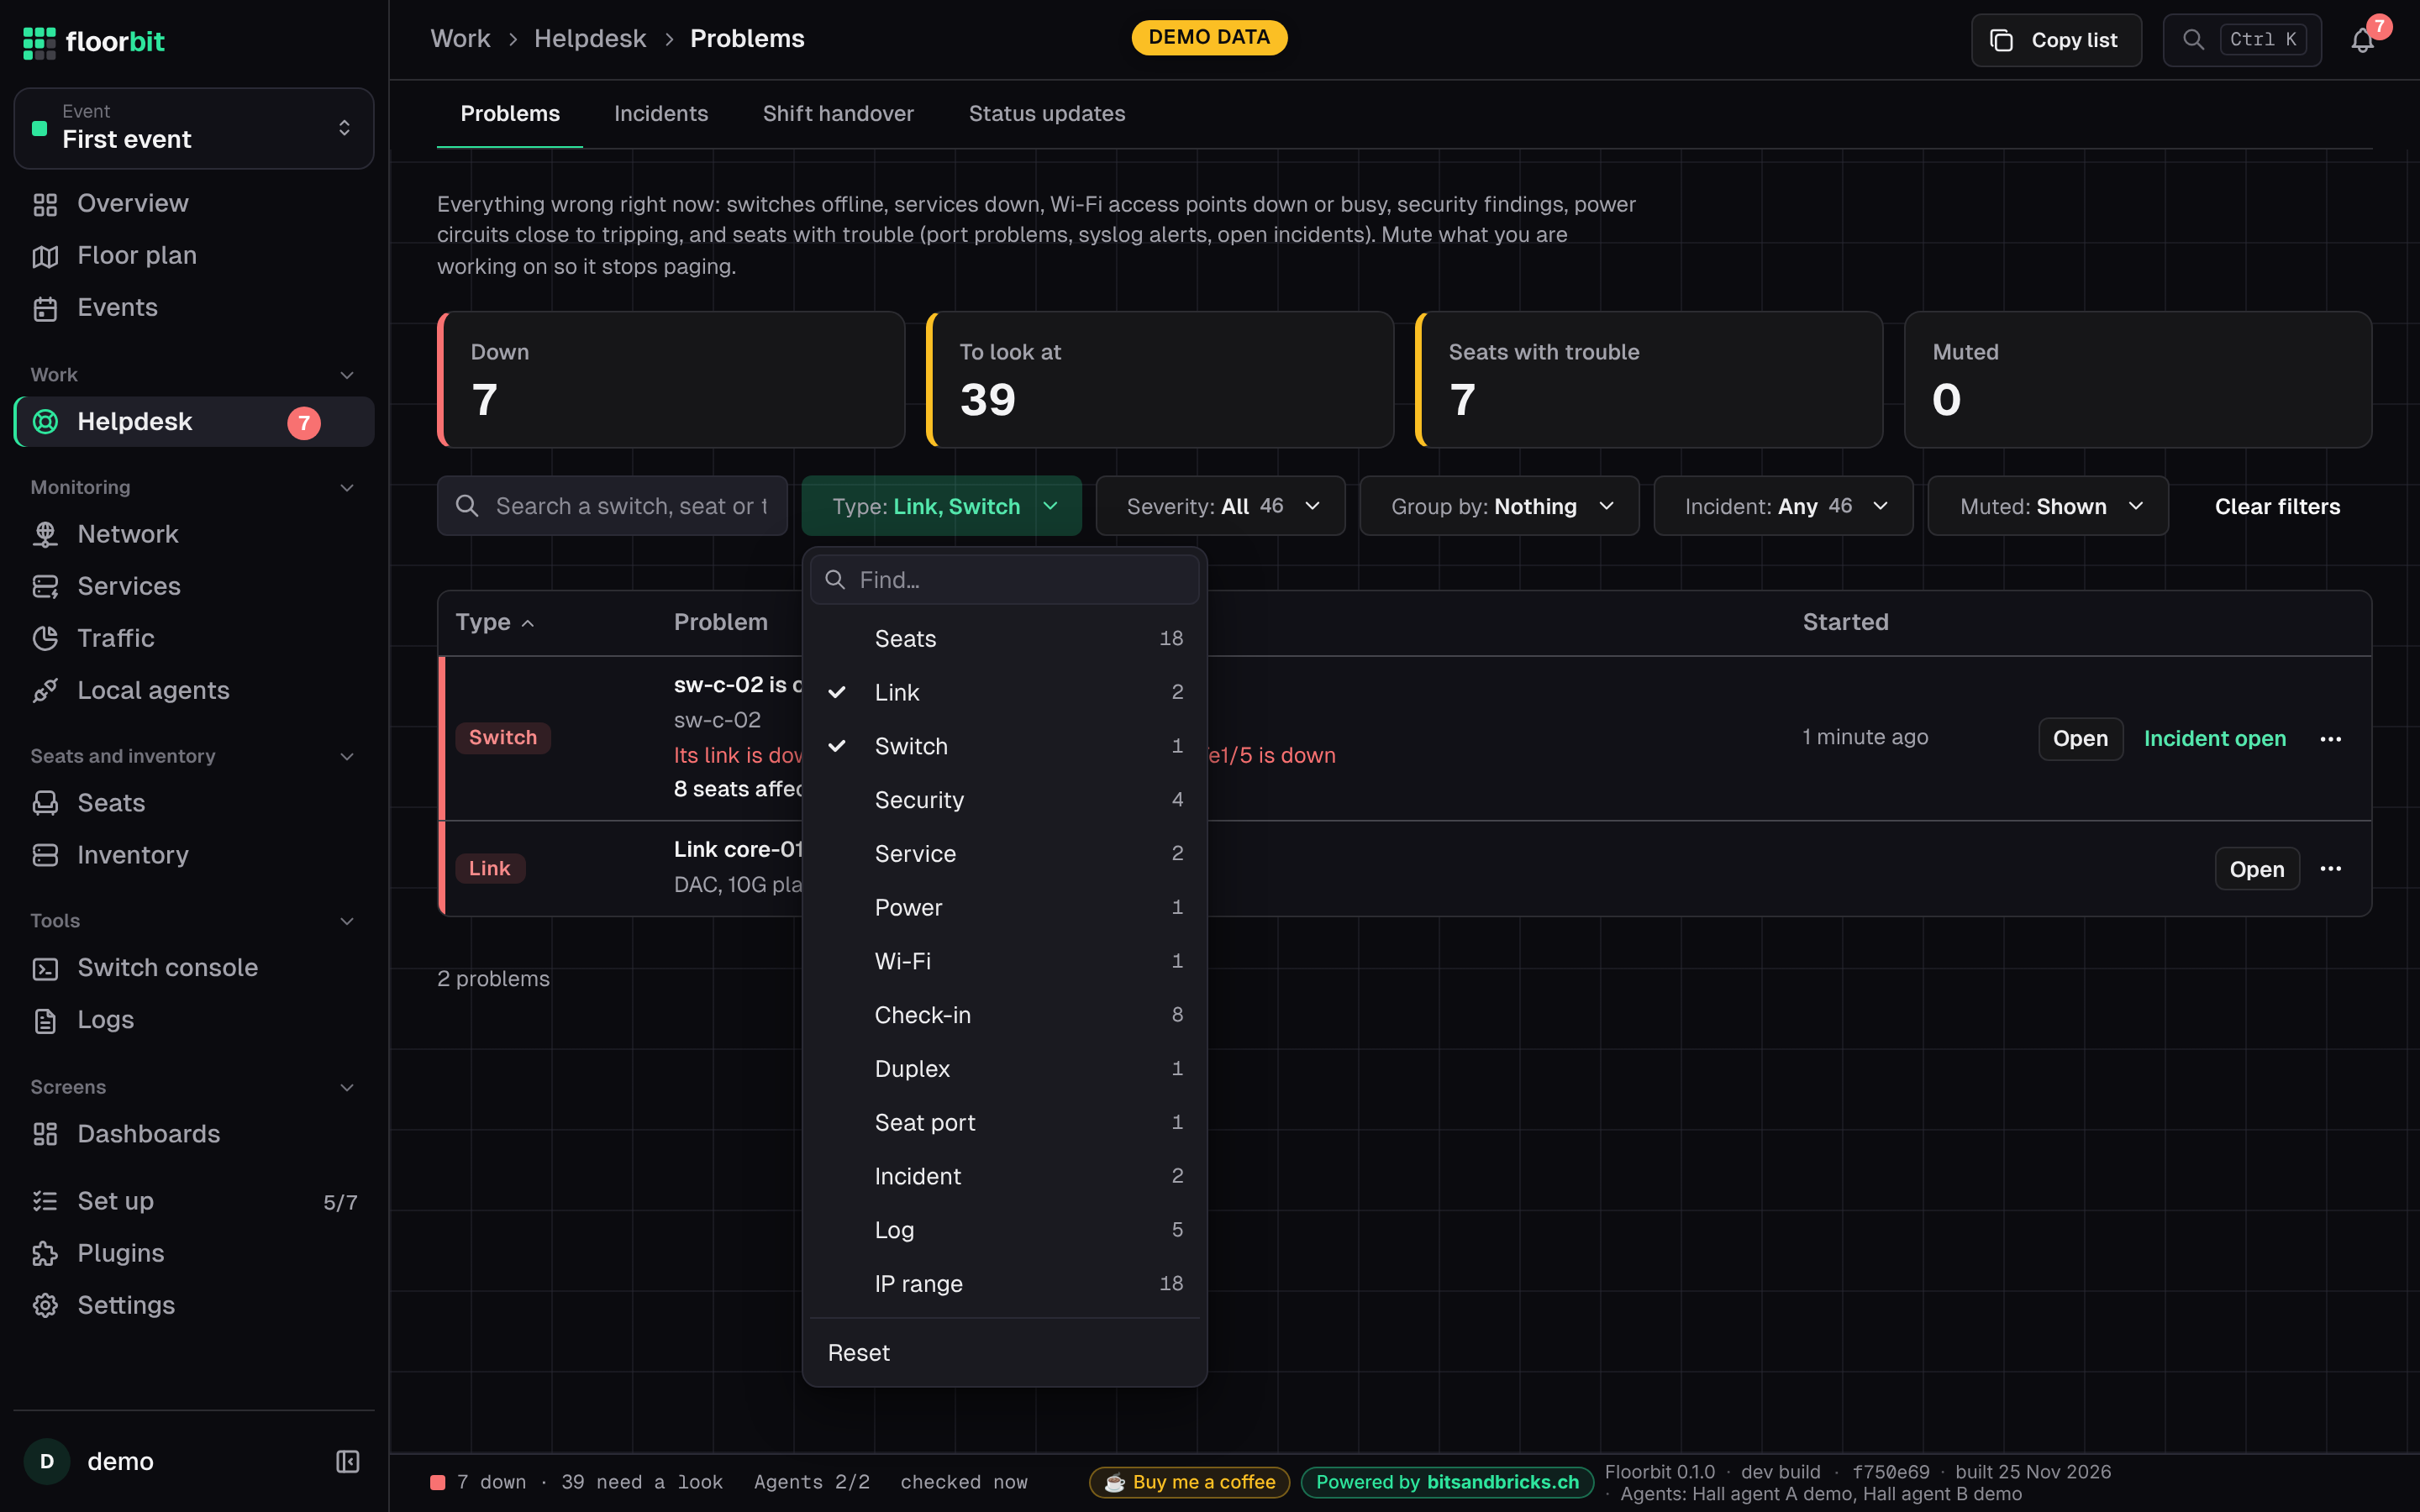 floorbit
Event
First event
Overview
Floor plan
Events
Work
Helpdesk 7
Monitoring
Network
Services
Traffic
Local agents
Seats and inventory
Seats
Inventory
Tools
Switch console
Logs
Screens
Dashboards
Set up 5/7
Plugins
Settings
D demo
Work > Helpdesk > Problems
DEMO DATA
Copy list
Ctrl K
7
Problems Incidents Shift handover Status updates
Everything wrong right now: switches offline, services down, Wi-Fi access points down or busy, security findings, power
circuits close to tripping, and seats with trouble (port problems, syslog alerts, open incidents). Mute what you are
working on so it stops paging.
Down
7
To look at
39
Seats with trouble
7
Muted
0
Search a switch, seat or t
Type: Link, Switch
Severity: All 46
Group by: Nothing
Incident: Any 46
Muted: Shown
Clear filters
Find...
Seats 18
Link 2
Switch 1
Security 4
Service 2
Power 1
Wi-Fi 1
Check-in 8
Duplex 1
Seat port 1
Incident 2
Log 5
IP range 18
Reset
Type Problem Started
Switch
sw-c-02 is
sw-c-02
Its link is
e1/5 is down
8 seats
1 minute ago
Open
Incident open
Link
Link core-01
DAC, 10G
Open
2 problems
7 down · 39 need a look Agents 2/2 checked now
Buy me a coffee
Powered by bitsandbricks.ch
Floorbit 0.1.0 · dev build · f750e69 · built 25 Nov 2026
· Agents: Hall agent A demo, Hall agent B demo